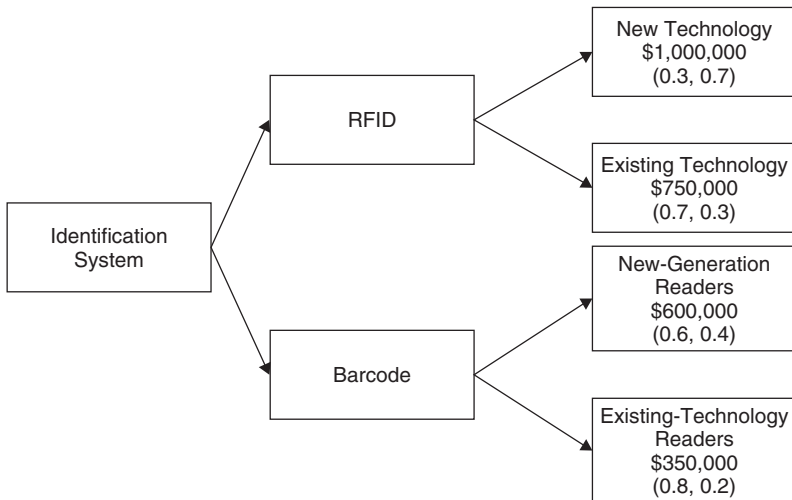 New Technology
$1,000,000
(0.3, 0.7)
RFID
Existing Technology
$750,000
(0.7, 0.3)
Identification
System
New-Generation
Readers
$600,000
(0.6, 0.4)
Barcode
Existing-Technology
Readers
$350,000
(0.8, 0.2)